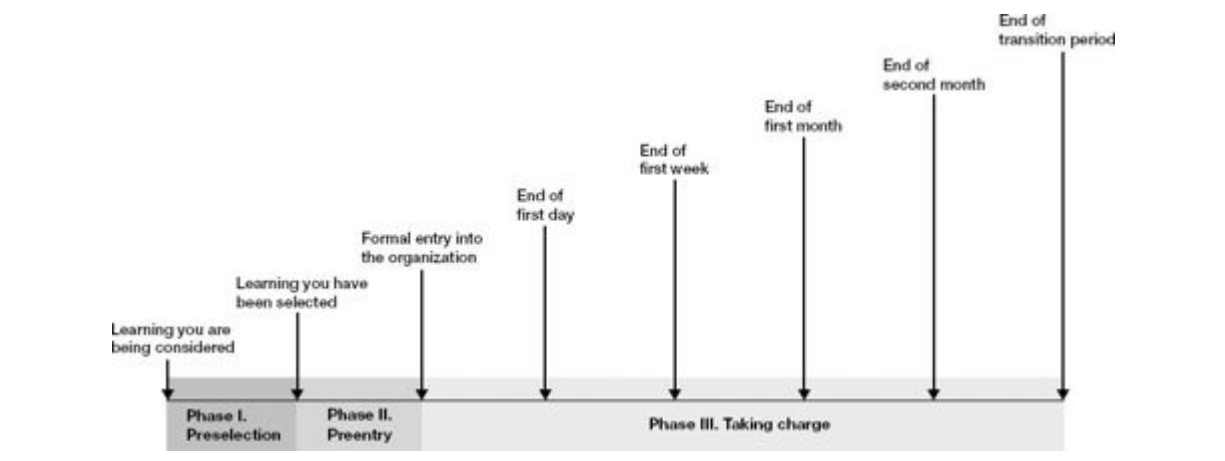 End of
transition period
End of
second month
End of
first month
End of
first week
End of
first day
Formal entry into
the organization
Learning you have
been selected
Learning you are
being considered
Phase I.
Preselection
Phase II.
Preentry
Phase III. Taking charge